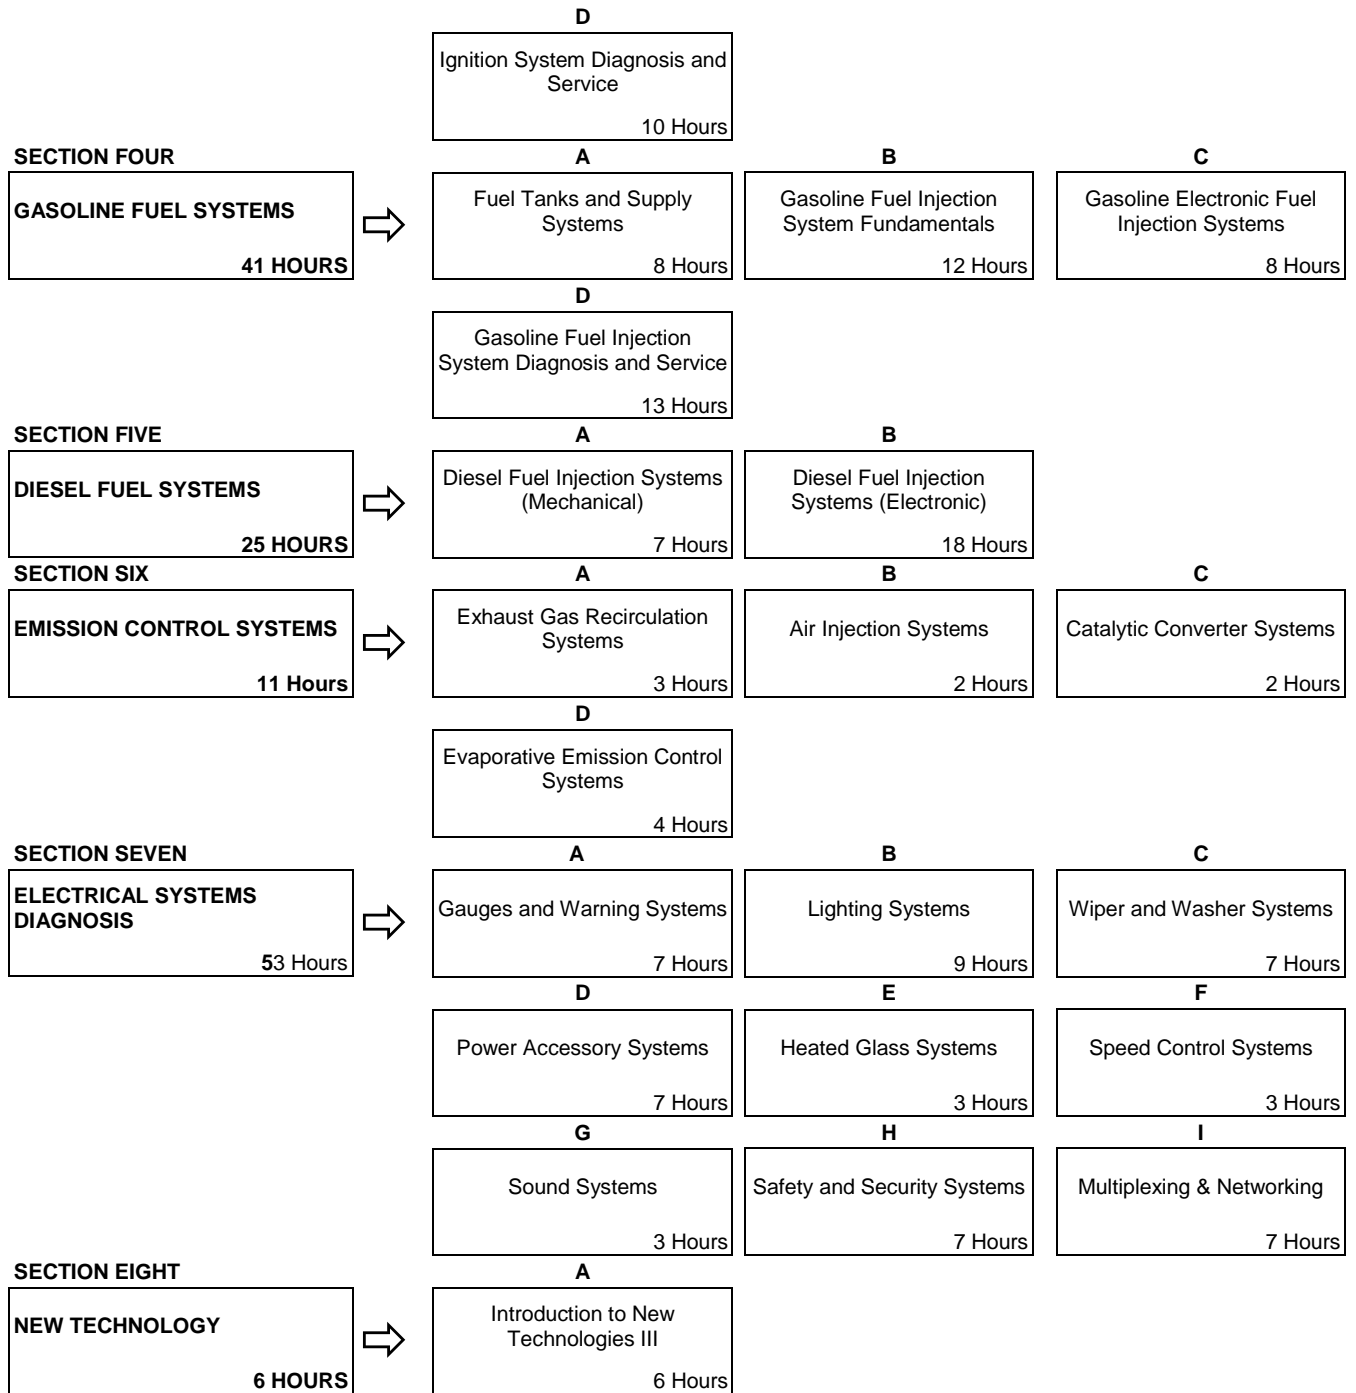 D
Ignition System Diagnosis and
Service
10 Hours
SECTION FOUR
GASOLINE FUEL SYSTEMS
41 HOURS
A
Fuel Tanks and Supply
Systems
8 Hours
B
Gasoline Fuel Injection
System Fundamentals
12 Hours
C
Gasoline Electronic Fuel
Injection Systems
8 Hours
D
Gasoline Fuel Injection
System Diagnosis and Service
13 Hours
SECTION FIVE
DIESEL FUEL SYSTEMS
25 HOURS
A
Diesel Fuel Injection Systems
(Mechanical)
7 Hours
B
Diesel Fuel Injection
Systems (Electronic)
18 Hours
SECTION SIX
EMISSION CONTROL SYSTEMS
11 Hours
A
Exhaust Gas Recirculation
Systems
3 Hours
B
Air Injection Systems
2 Hours
C
Catalytic Converter Systems
2 Hours
D
Evaporative Emission Control
Systems
4 Hours
SECTION SEVEN
ELECTRICAL SYSTEMS
DIAGNOSIS
53 Hours
A
Gauges and Warning Systems
7 Hours
B
Lighting Systems
9 Hours
C
Wiper and Washer Systems
7 Hours
D
Power Accessory Systems
7 Hours
E
Heated Glass Systems
3 Hours
F
Speed Control Systems
3 Hours
G
Sound Systems
3 Hours
H
Safety and Security Systems
7 Hours
I
Multiplexing & Networking
7 Hours
SECTION EIGHT
NEW TECHNOLOGY
6 HOURS
A
Introduction to New
Technologies III
6 Hours